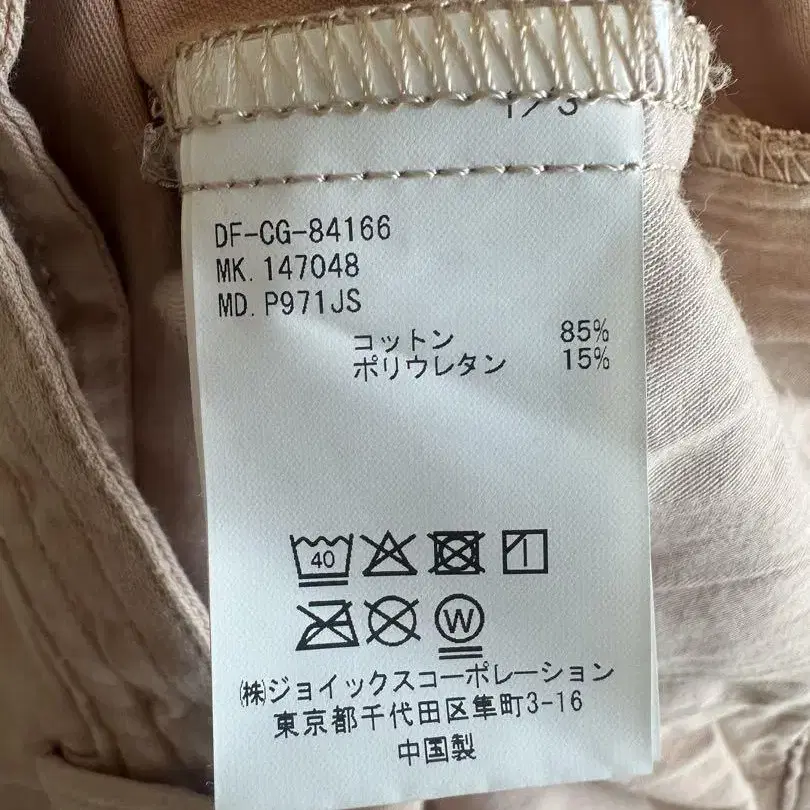 DF-CG-84166
MK. 147048
MD. P971JS
コットン 85%
ポリウレタン 15%
40
W
㈱ジョイックスコーポレーション
東京都千代田区隼町3-16
中国製